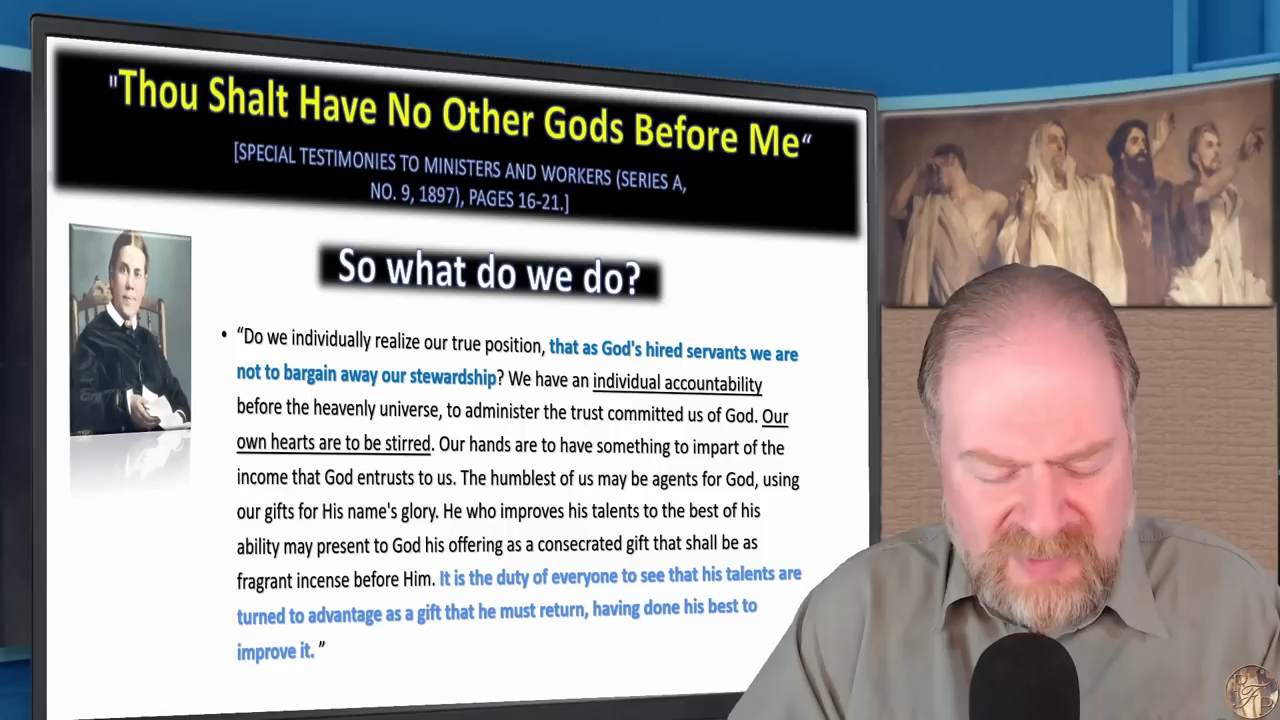 "Thou Shalt Have No Other Gods Before Me“
[SPECIAL TESTIMONIES TO MINISTERS AND WORKERS (SERIES A,
NO. 9, 1897), PAGES 16-21.]
So what do we do?
• “Do we individually realize our true position, that as God's hired servants we are
not to bargain away our stewardship? We have an individual accountability
before the heavenly universe, to administer the trust committed us of God. Our
own hearts are to be stirred. Our hands are to have something to impart of the
income that God entrusts to us. The humblest of us may be agents for God, using
our gifts for His name's glory. He who improves his talents to the best of his
ability may present to God his offering as a consecrated gift that shall be as
fragrant incense before Him. It is the duty of everyone to see that his talents are
turned to advantage as a gift that he must return, having done his best to
improve it. ”